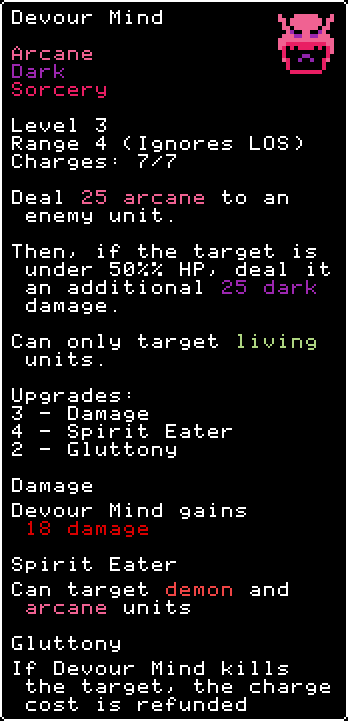 Devour Mind
Arcane
Dark
Sorcery
Level 3
Range 4 (Ignores LOS)
Charges: 7/7
Deal 25 arcane to an
enemy unit.
Then, if the target is
under 50%% HP, deal it
an additional 25 dark
damage.
Can only target living
units.
Upgrades:
3 - Damage
4 - Spirit Eater
2 - Gluttony
Damage
Devour Mind gains
18 damage
Spirit Eater
Can target demon and
arcane units
Gluttony
If Devour Mind kills
the target, the charge
cost is refunded